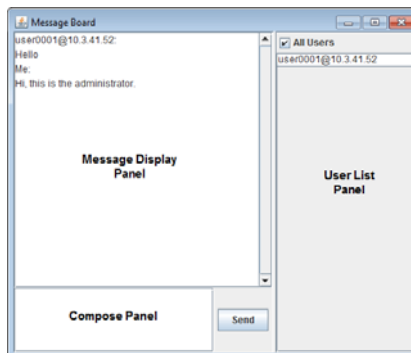 Message Board
user0001@10.3.41.52:
Hello
Me:
Hi, this is the administrator.
Message Display
Panel
All Users
user0001@10.3.41.52
User List
Panel
Compose Panel
Send